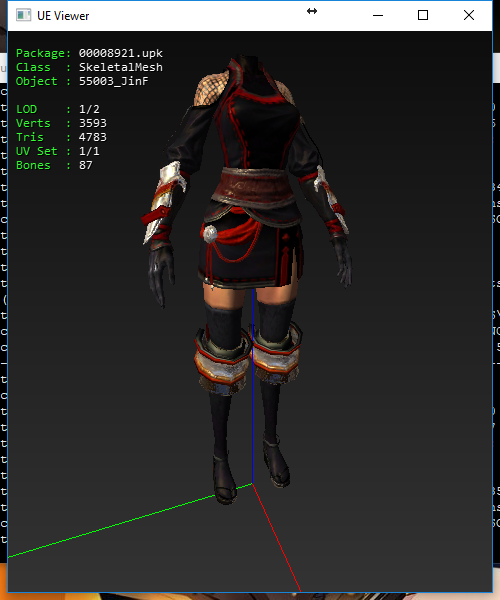 UE Viewer
Package: 00008921.upk
Class : SkeletalMesh
Object : 55003_JinF
LOD : 1/2
Verts : 3593
Tris : 4783
UV Set : 1/1
Bones : 87